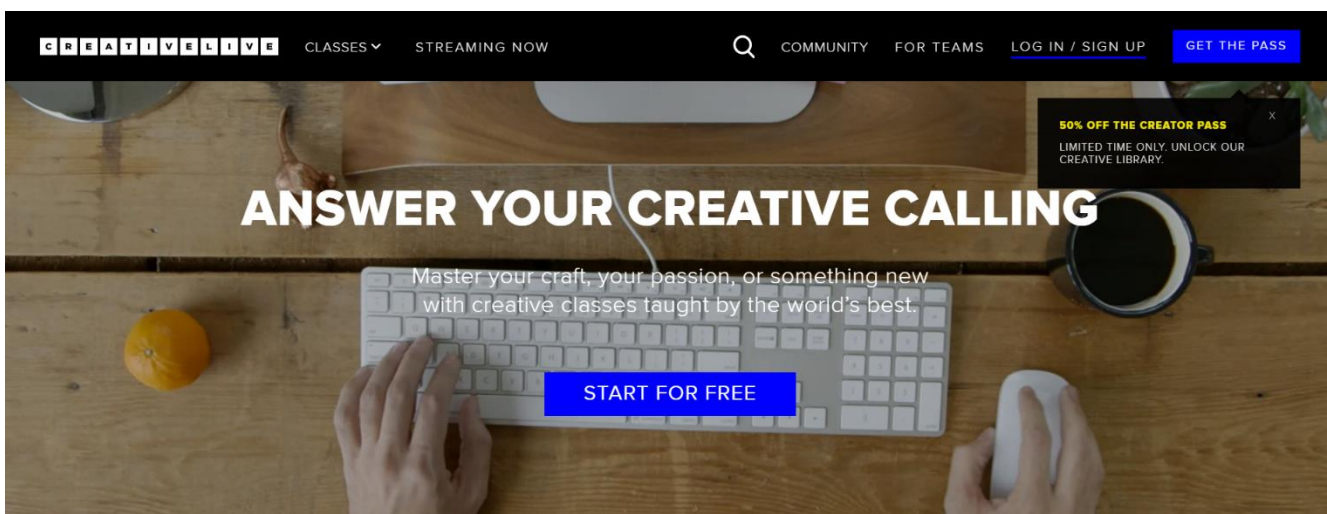 CREATIVELIVE CLASSES STREAMING NOW COMMUNITY FOR TEAMS LOG IN / SIGN UP GET THE PASS
50% OFF THE CREATOR PASS X
LIMITED TIME ONLY. UNLOCK OUR
CREATIVE LIBRARY.
ANSWER YOUR CREATIVE CALLING
Master your craft, your passion, or something new
with creative classes taught by the world's best.
START FOR FREE